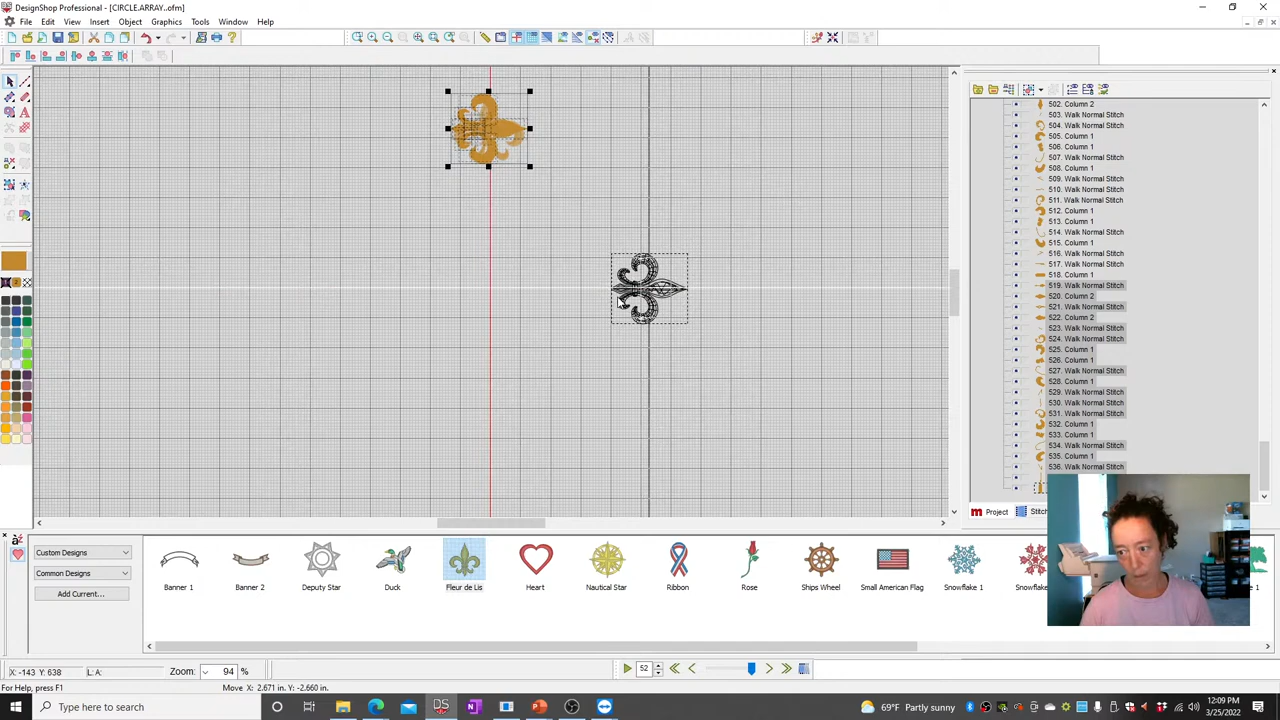 DesignShop Professional - [CIRCLE.ARRAY..ofm]
File Edit View Insert Object Graphics Tools Window Help
502. Column 2
503. Walk Normal Stitch
504. Walk Normal Stitch
505. Column 1
506. Column 1
507. Walk Normal Stitch
508. Column 1
509. Walk Normal Stitch
510. Walk Normal Stitch
511. Walk Normal Stitch
512. Column 1
513. Column 1
514. Walk Normal Stitch
515. Column 1
516. Walk Normal Stitch
517. Walk Normal Stitch
518. Column 1
519. Walk Normal Stitch
520. Column 2
521. Walk Normal Stitch
522. Column 2
523. Walk Normal Stitch
524. Walk Normal Stitch
525. Column 1
526. Column 1
527. Walk Normal Stitch
528. Column 1
529. Walk Normal Stitch
530. Walk Normal Stitch
531. Walk Normal Stitch
532. Column 1
533. Column 1
534. Walk Normal Stitch
535. Column 1
536. Walk Normal Stitch
Project Stitch
Custom Designs
Common Designs
Add Current...
Banner 1 Banner 2 Deputy Star Duck Fleur de Lis Heart Nautical Star Ribbon Rose Ships Wheel Small American Flag Snowflake 1
X: -143 Y: 638 L: A: Zoom: 94 % 52
For Help, press F1 Move X: 2.671 in. Y: -2.660 in.
Type here to search DS 69°F Partly sunny 12:09 PM
3/25/2022